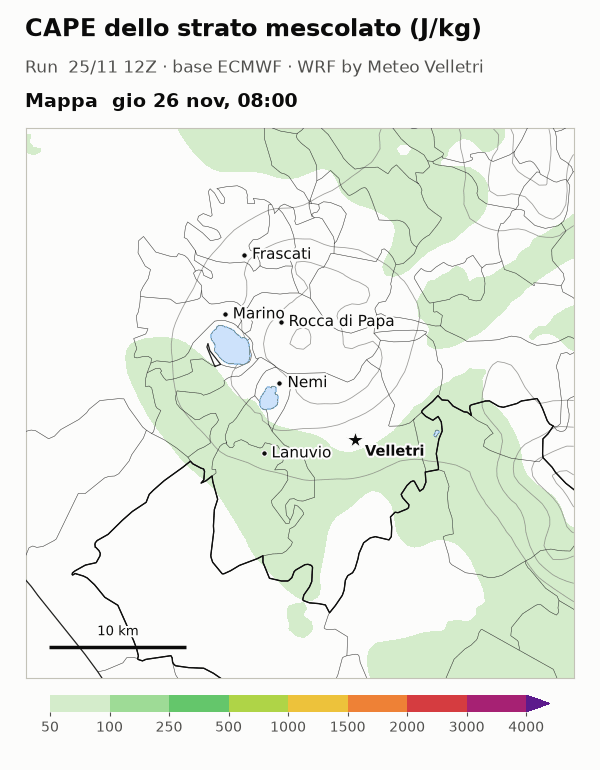 CAPE dello strato mescolato (J/kg)
Run  25/11 12Z · base ECMWF · WRF by Meteo Velletri
Mappa  gio 26 nov, 08:00
Frascati
Marino
Rocca di Papa
Nemi
Velletri
Lanuvio
10 km
50 100 250 500 1000 1500 2000 3000 4000